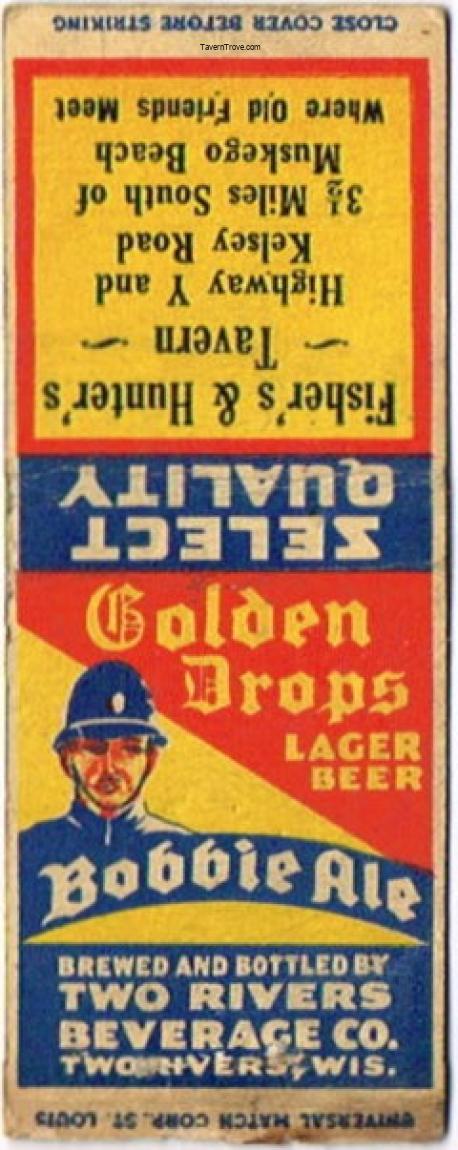 CLOSE COVER BEFORE STRIKING
TavernTrove.com
Fisher's & Hunter's
~ Tavern ~
Highway Y and
Kelsey Road
3½ Miles South of
Muskego Beach
Where Old Friends Meet
SELECT
QUALITY
Golden
Drops
LAGER
BEER
Bobbie Ale
BREWED AND BOTTLED BY
TWO RIVERS
BEVERAGE CO.
TWO RIVERS, WIS.
UNIVERSAL MATCH CORP., ST. LOUIS